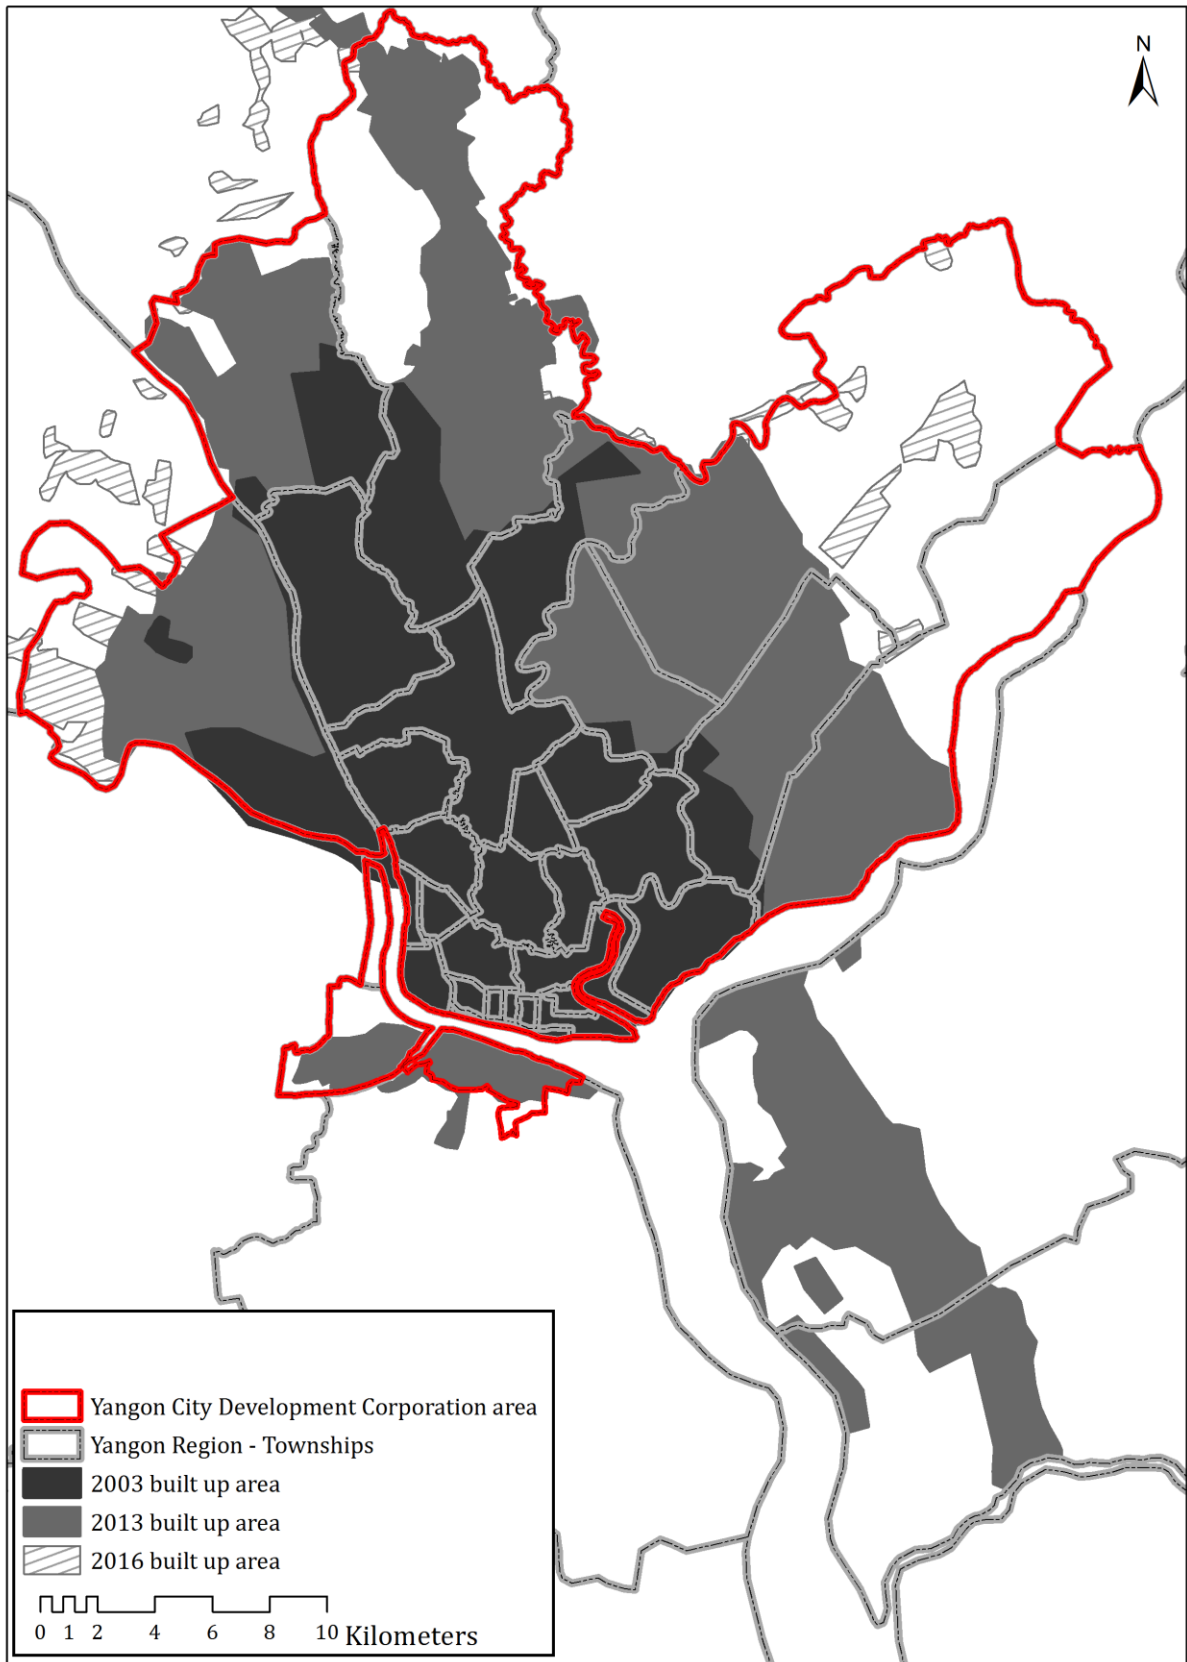 N
Yangon City Development Corporation area
Yangon Region - Townships
2003 built up area
2013 built up area
2016 built up area
0 1 2 4 6 8 10 Kilometers